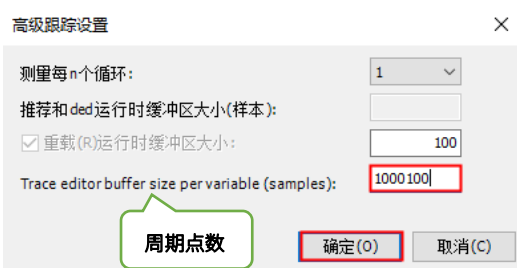 高级跟踪设置
测量每n个循环:
1
推荐和ded运行时缓冲区大小(样本):
重载(R)运行时缓冲区大小:
100
Trace editor buffer size per variable (samples):
1000100
周期点数
确定(O)
取消(C)